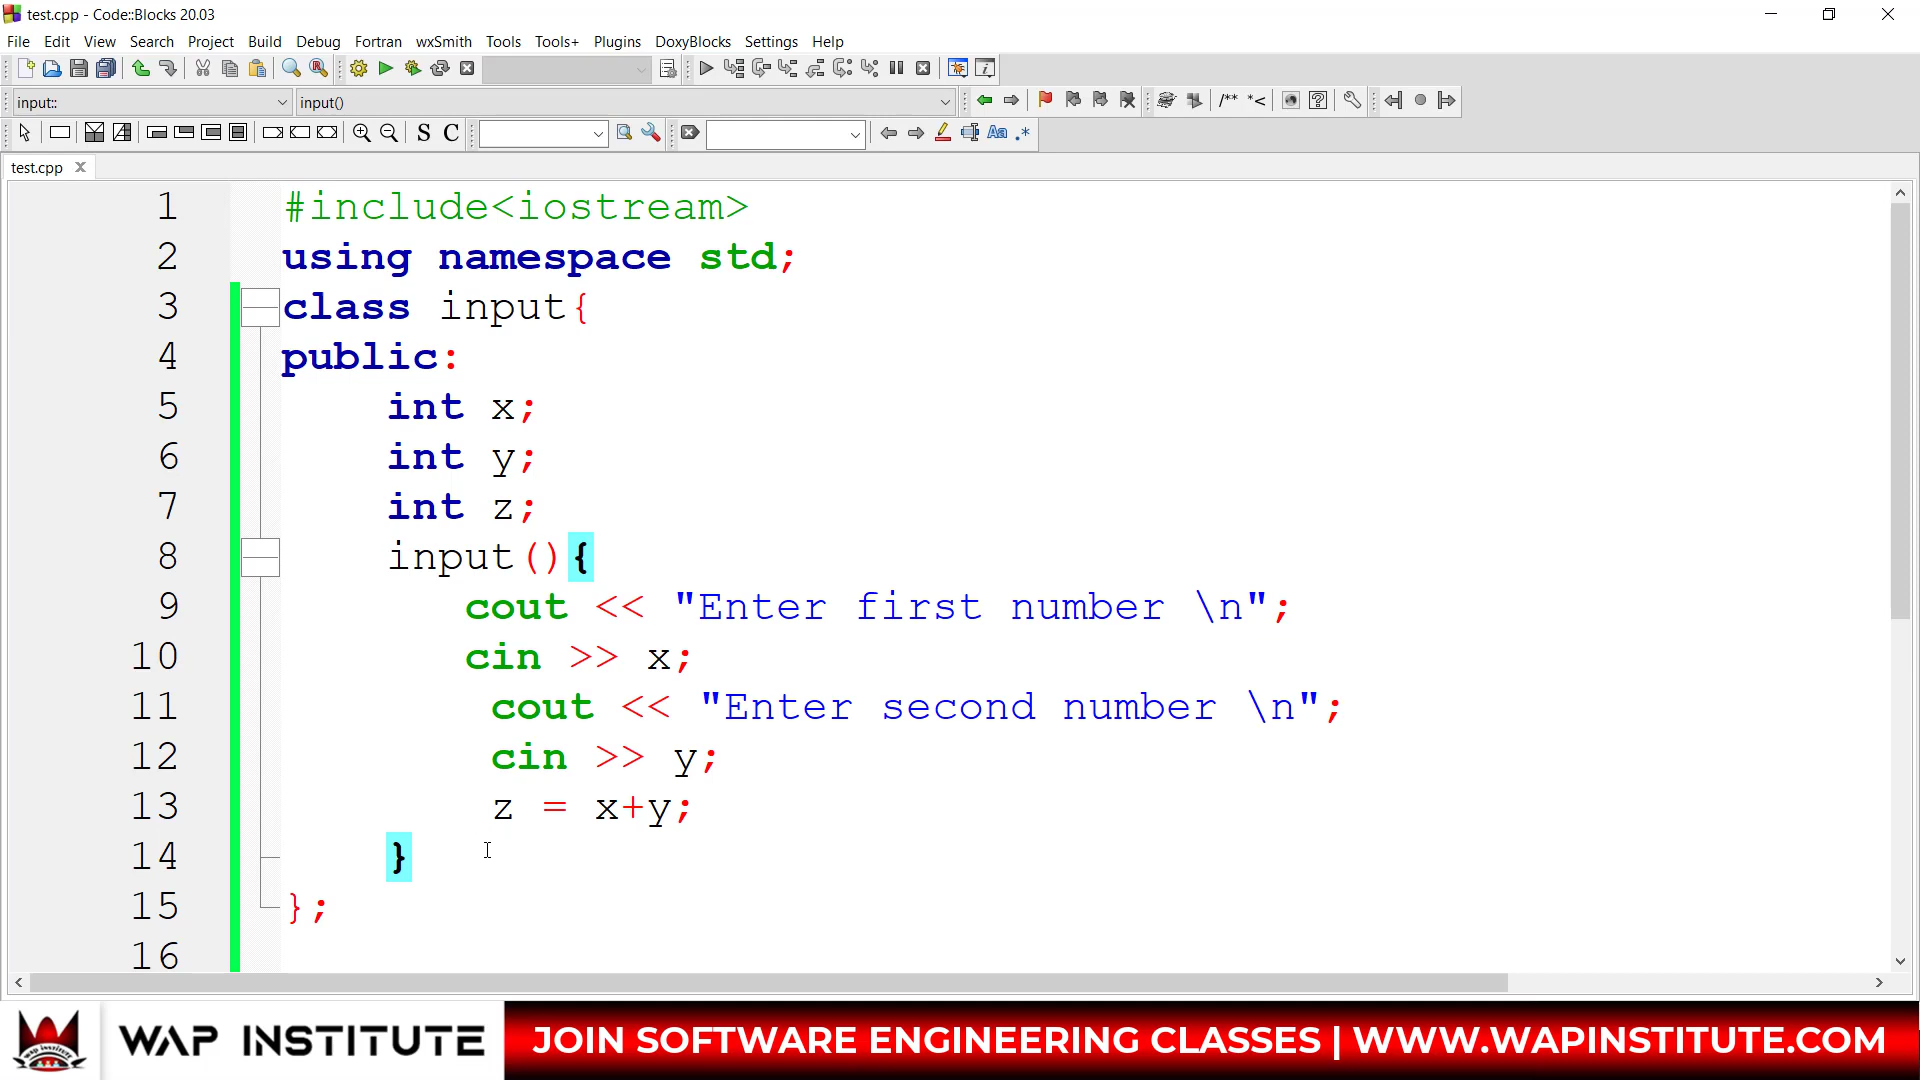 test.cpp - Code::Blocks 20.03
File Edit View Search Project Build Debug Fortran wxSmith Tools Tools+ Plugins DoxyBlocks Settings Help
input:: input() /** *<
S C Aa .*
test.cpp
1 #include<iostream>
2 using namespace std;
3 class input{
4 public:
5 int x;
6 int y;
7 int z;
8 input(){
9 cout << "Enter first number \n";
10 cin >> x;
11 cout << "Enter second number \n";
12 cin >> y;
13 z = x+y;
14 }
15 };
16
WAP INSTITUTE JOIN SOFTWARE ENGINEERING CLASSES | WWW.WAPINSTITUTE.COM